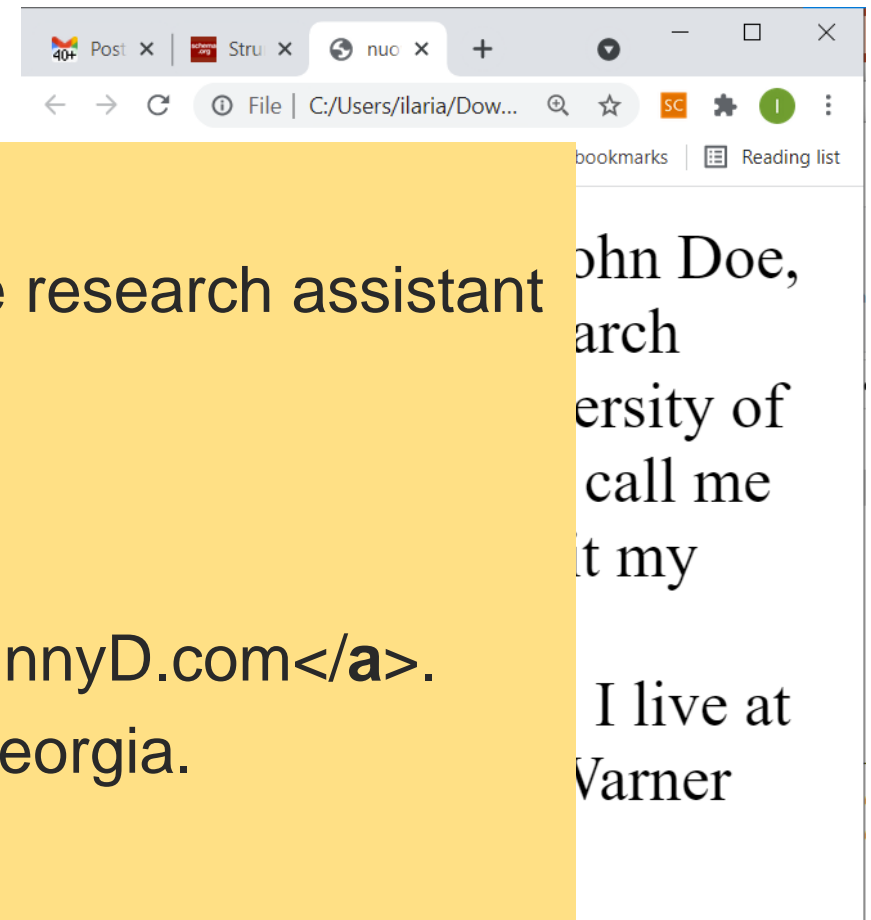 40+ Post Stru nuo
File C:/Users/ilaria/Dow... SC I
bookmarks Reading list
e research assistant
nnyD.com</a>.
eorgia.
ohn Doe,
arch
ersity of
call me
it my
I live at
Varner